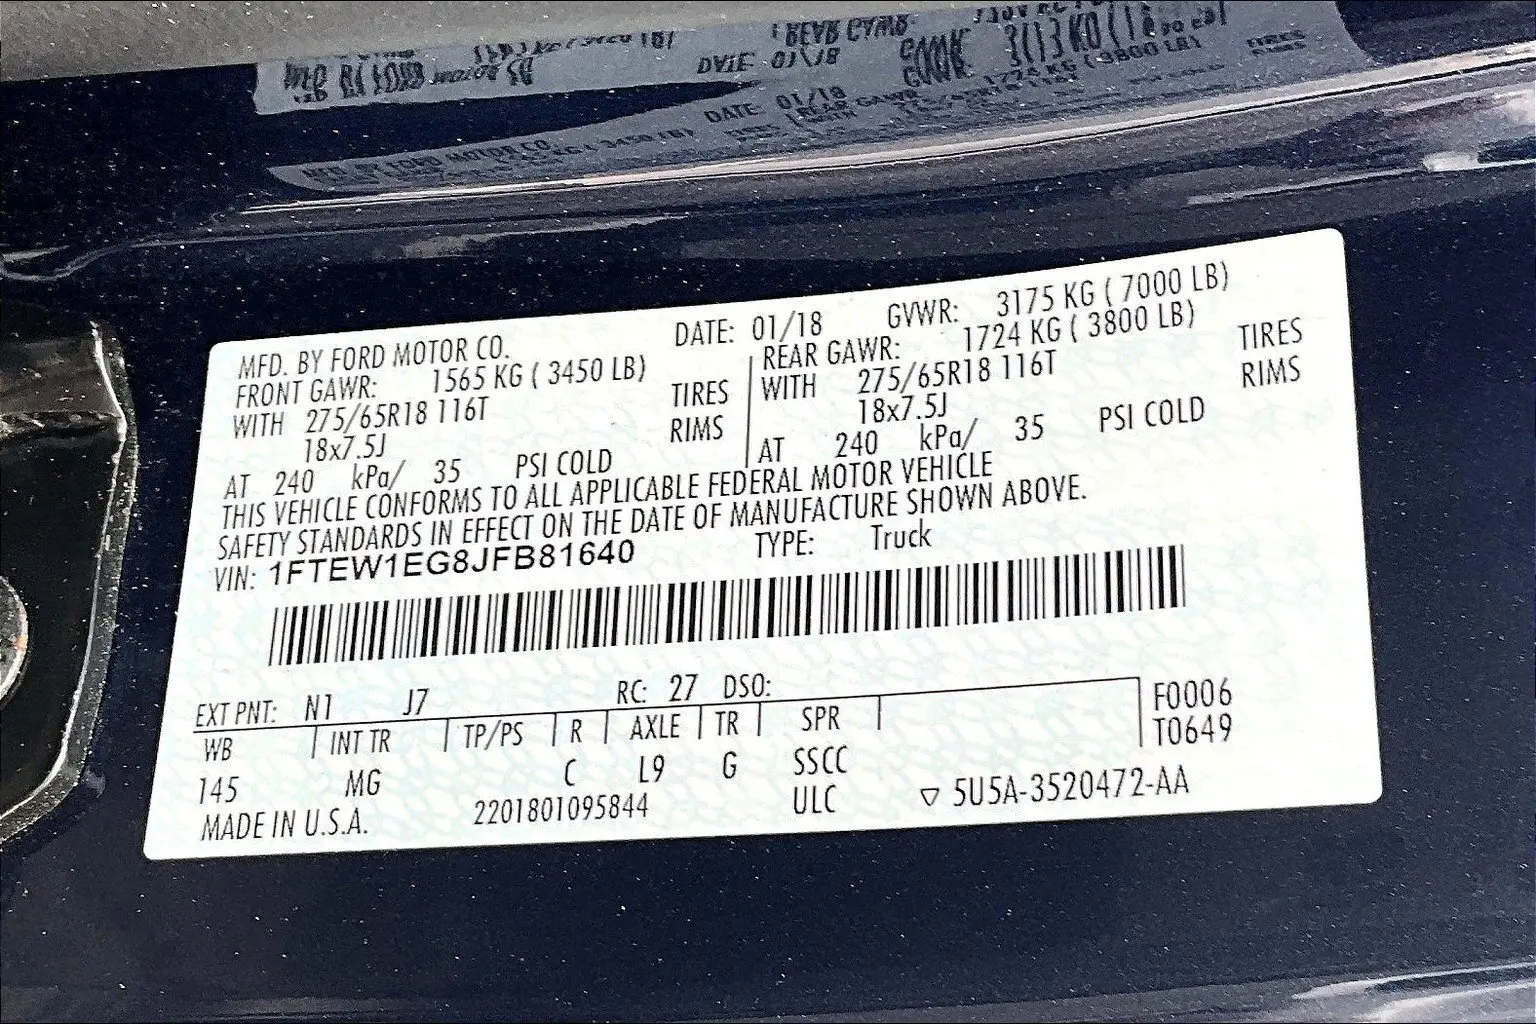 MFD. BY FORD MOTOR CO. DATE: 01/18 GVWR: 3175 KG ( 7000 LB)
FRONT GAWR: 1565 KG ( 3450 LB) REAR GAWR: 1724 KG ( 3800 LB)
WITH 275/65R18 116T TIRES WITH 275/65R18 116T TIRES
18x7.5J RIMS 18x7.5J RIMS
AT 240 kPa/ 35 PSI COLD AT 240 kPa/ 35 PSI COLD
THIS VEHICLE CONFORMS TO ALL APPLICABLE FEDERAL MOTOR VEHICLE
SAFETY STANDARDS IN EFFECT ON THE DATE OF MANUFACTURE SHOWN ABOVE.
VIN: 1FTEW1EG8JFB81640 TYPE: Truck
EXT PNT: N1 J7 RC: 27 DSO: F0006
WB INT TR TP/PS R AXLE TR SPR T0649
145 MG C L9 G SSCC
MADE IN U.S.A. 2201801095844 ULC ▽ 5U5A-3520472-AA